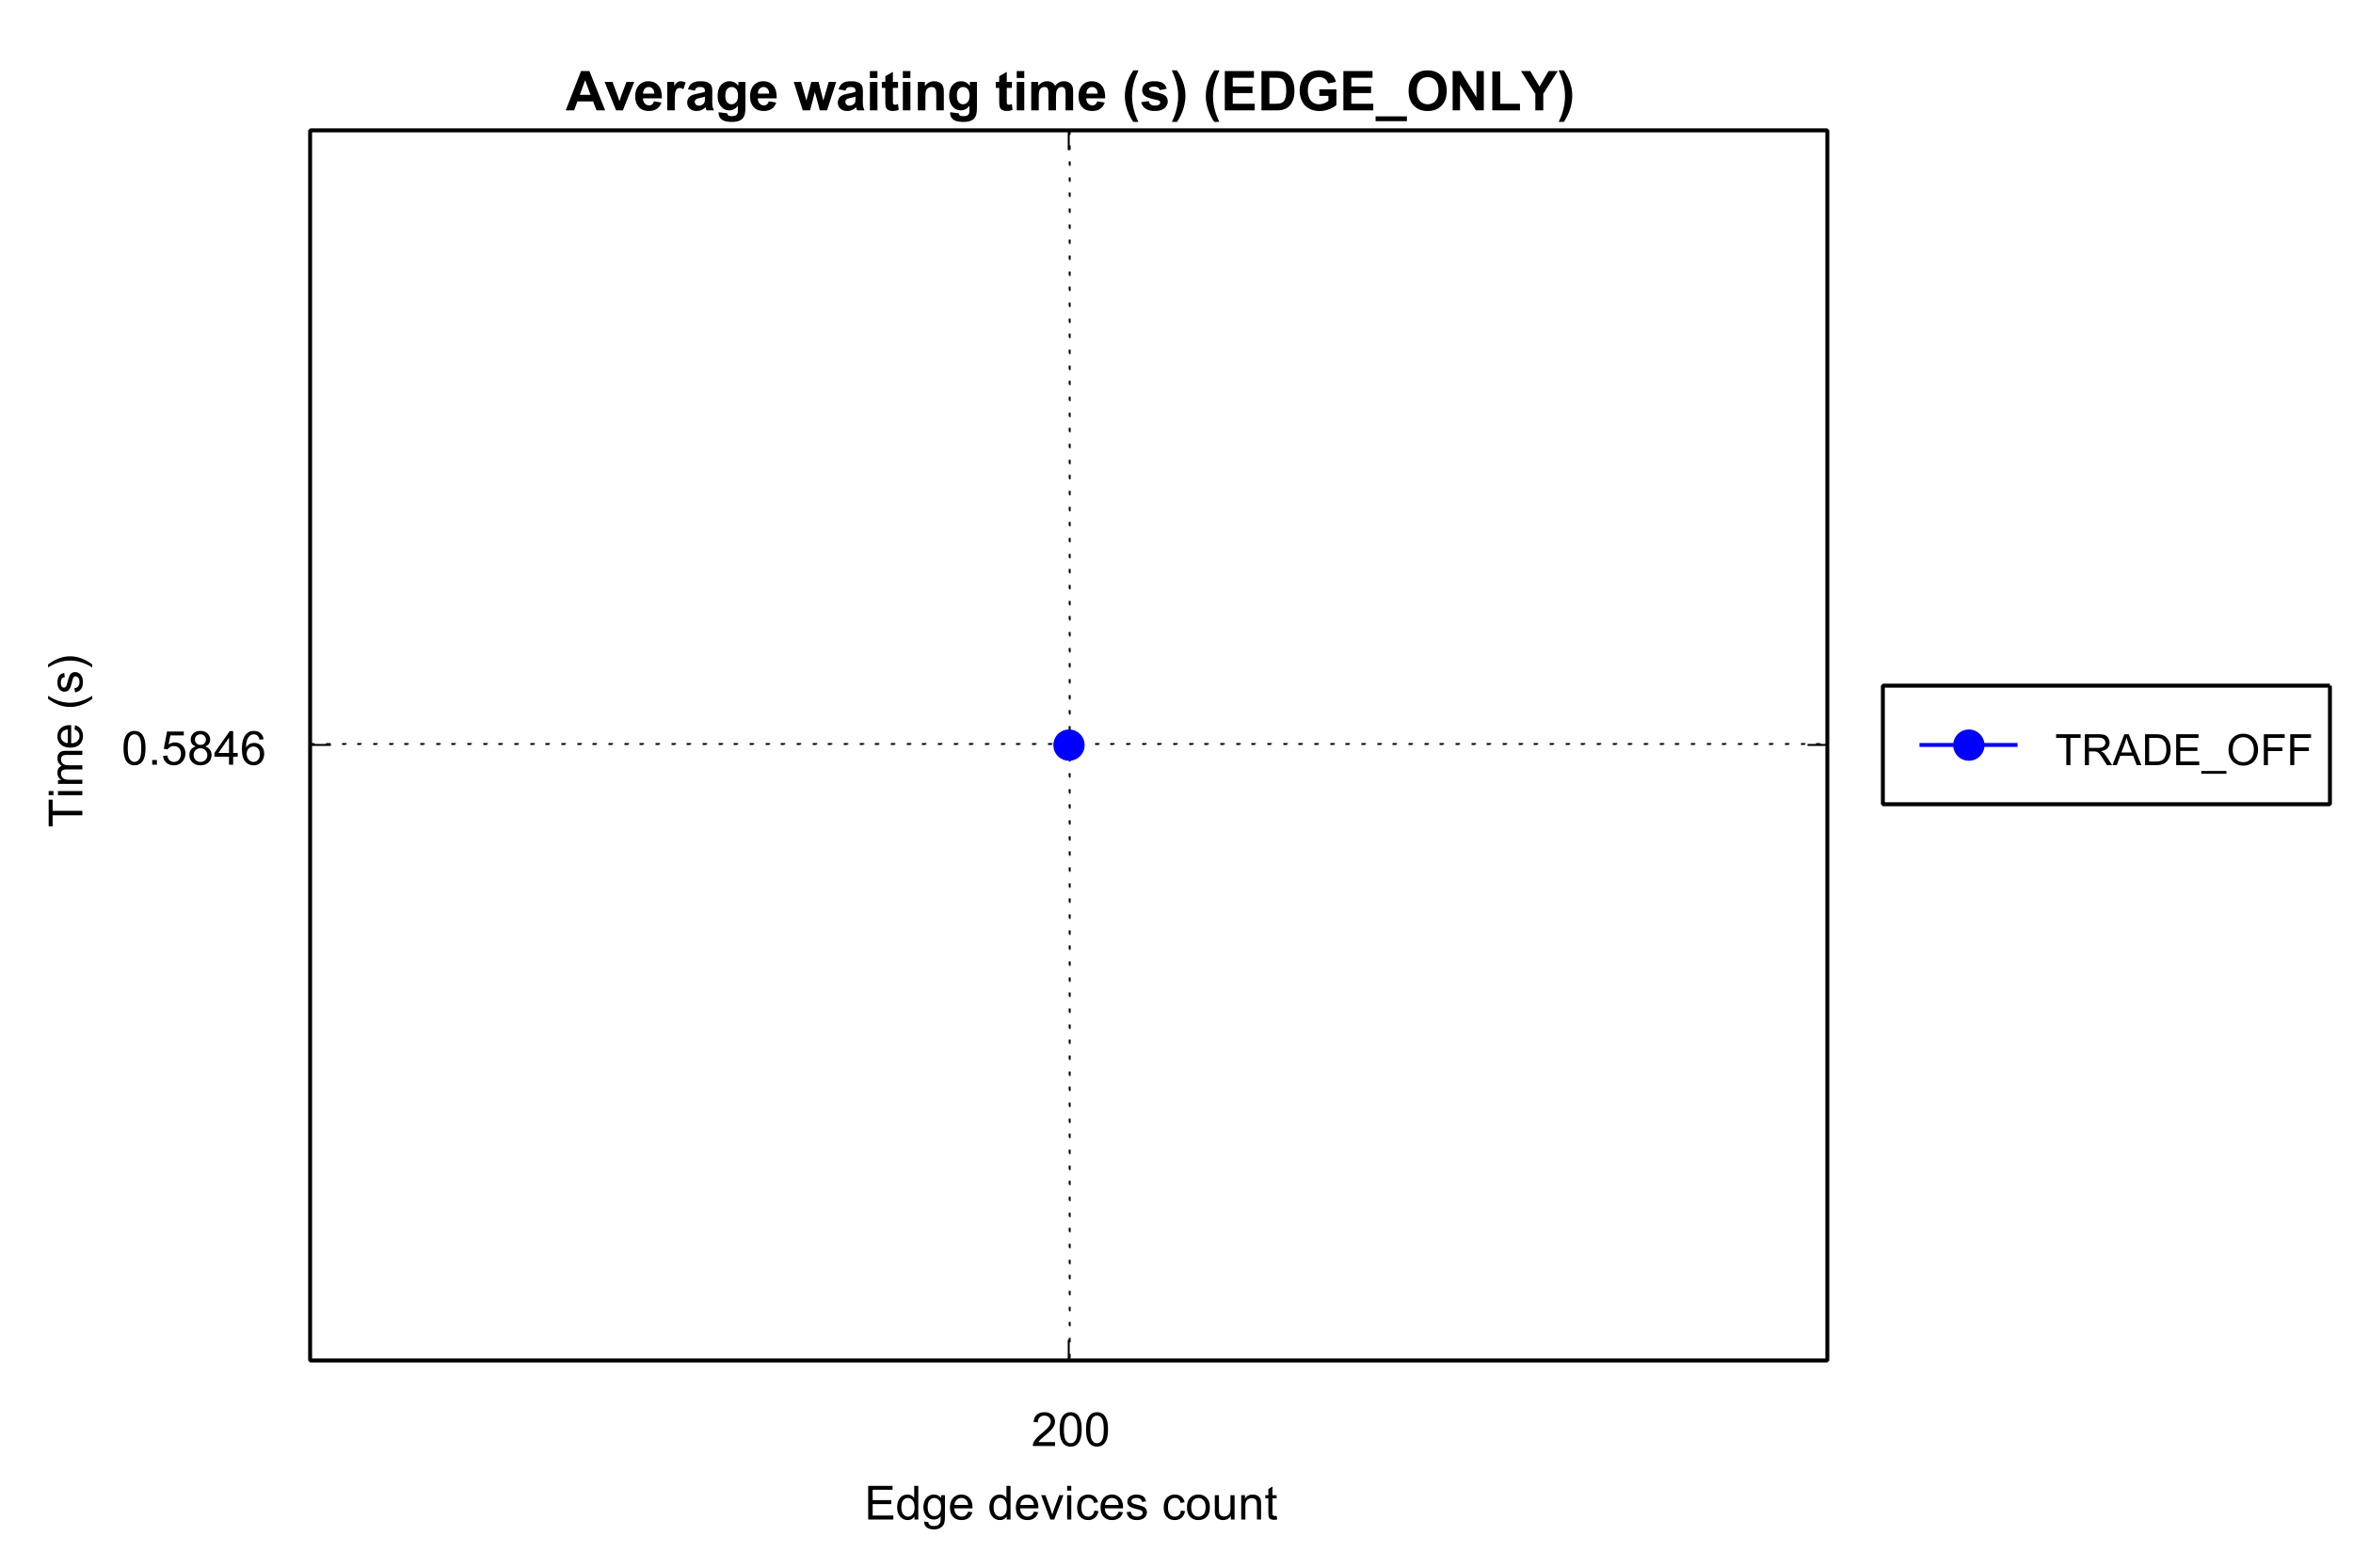 Average waiting time (s) (EDGE_ONLY)
Time (s)
0.5846
TRADE_OFF
200
Edge devices count